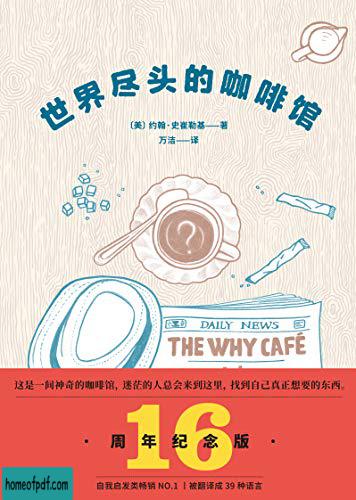 世界尽头的咖啡馆
〔美〕约翰·史崔勒基——著
万洁——译
?
DAILY NEWS
THE WHY CAFÉ
这是一间神奇的咖啡馆，迷茫的人总会来到这里，找到自己真正想要的东西。
16
·周年纪念版·
自我启发类畅销 NO.1 | 被翻译成 39 种语言
homeofpdf.com